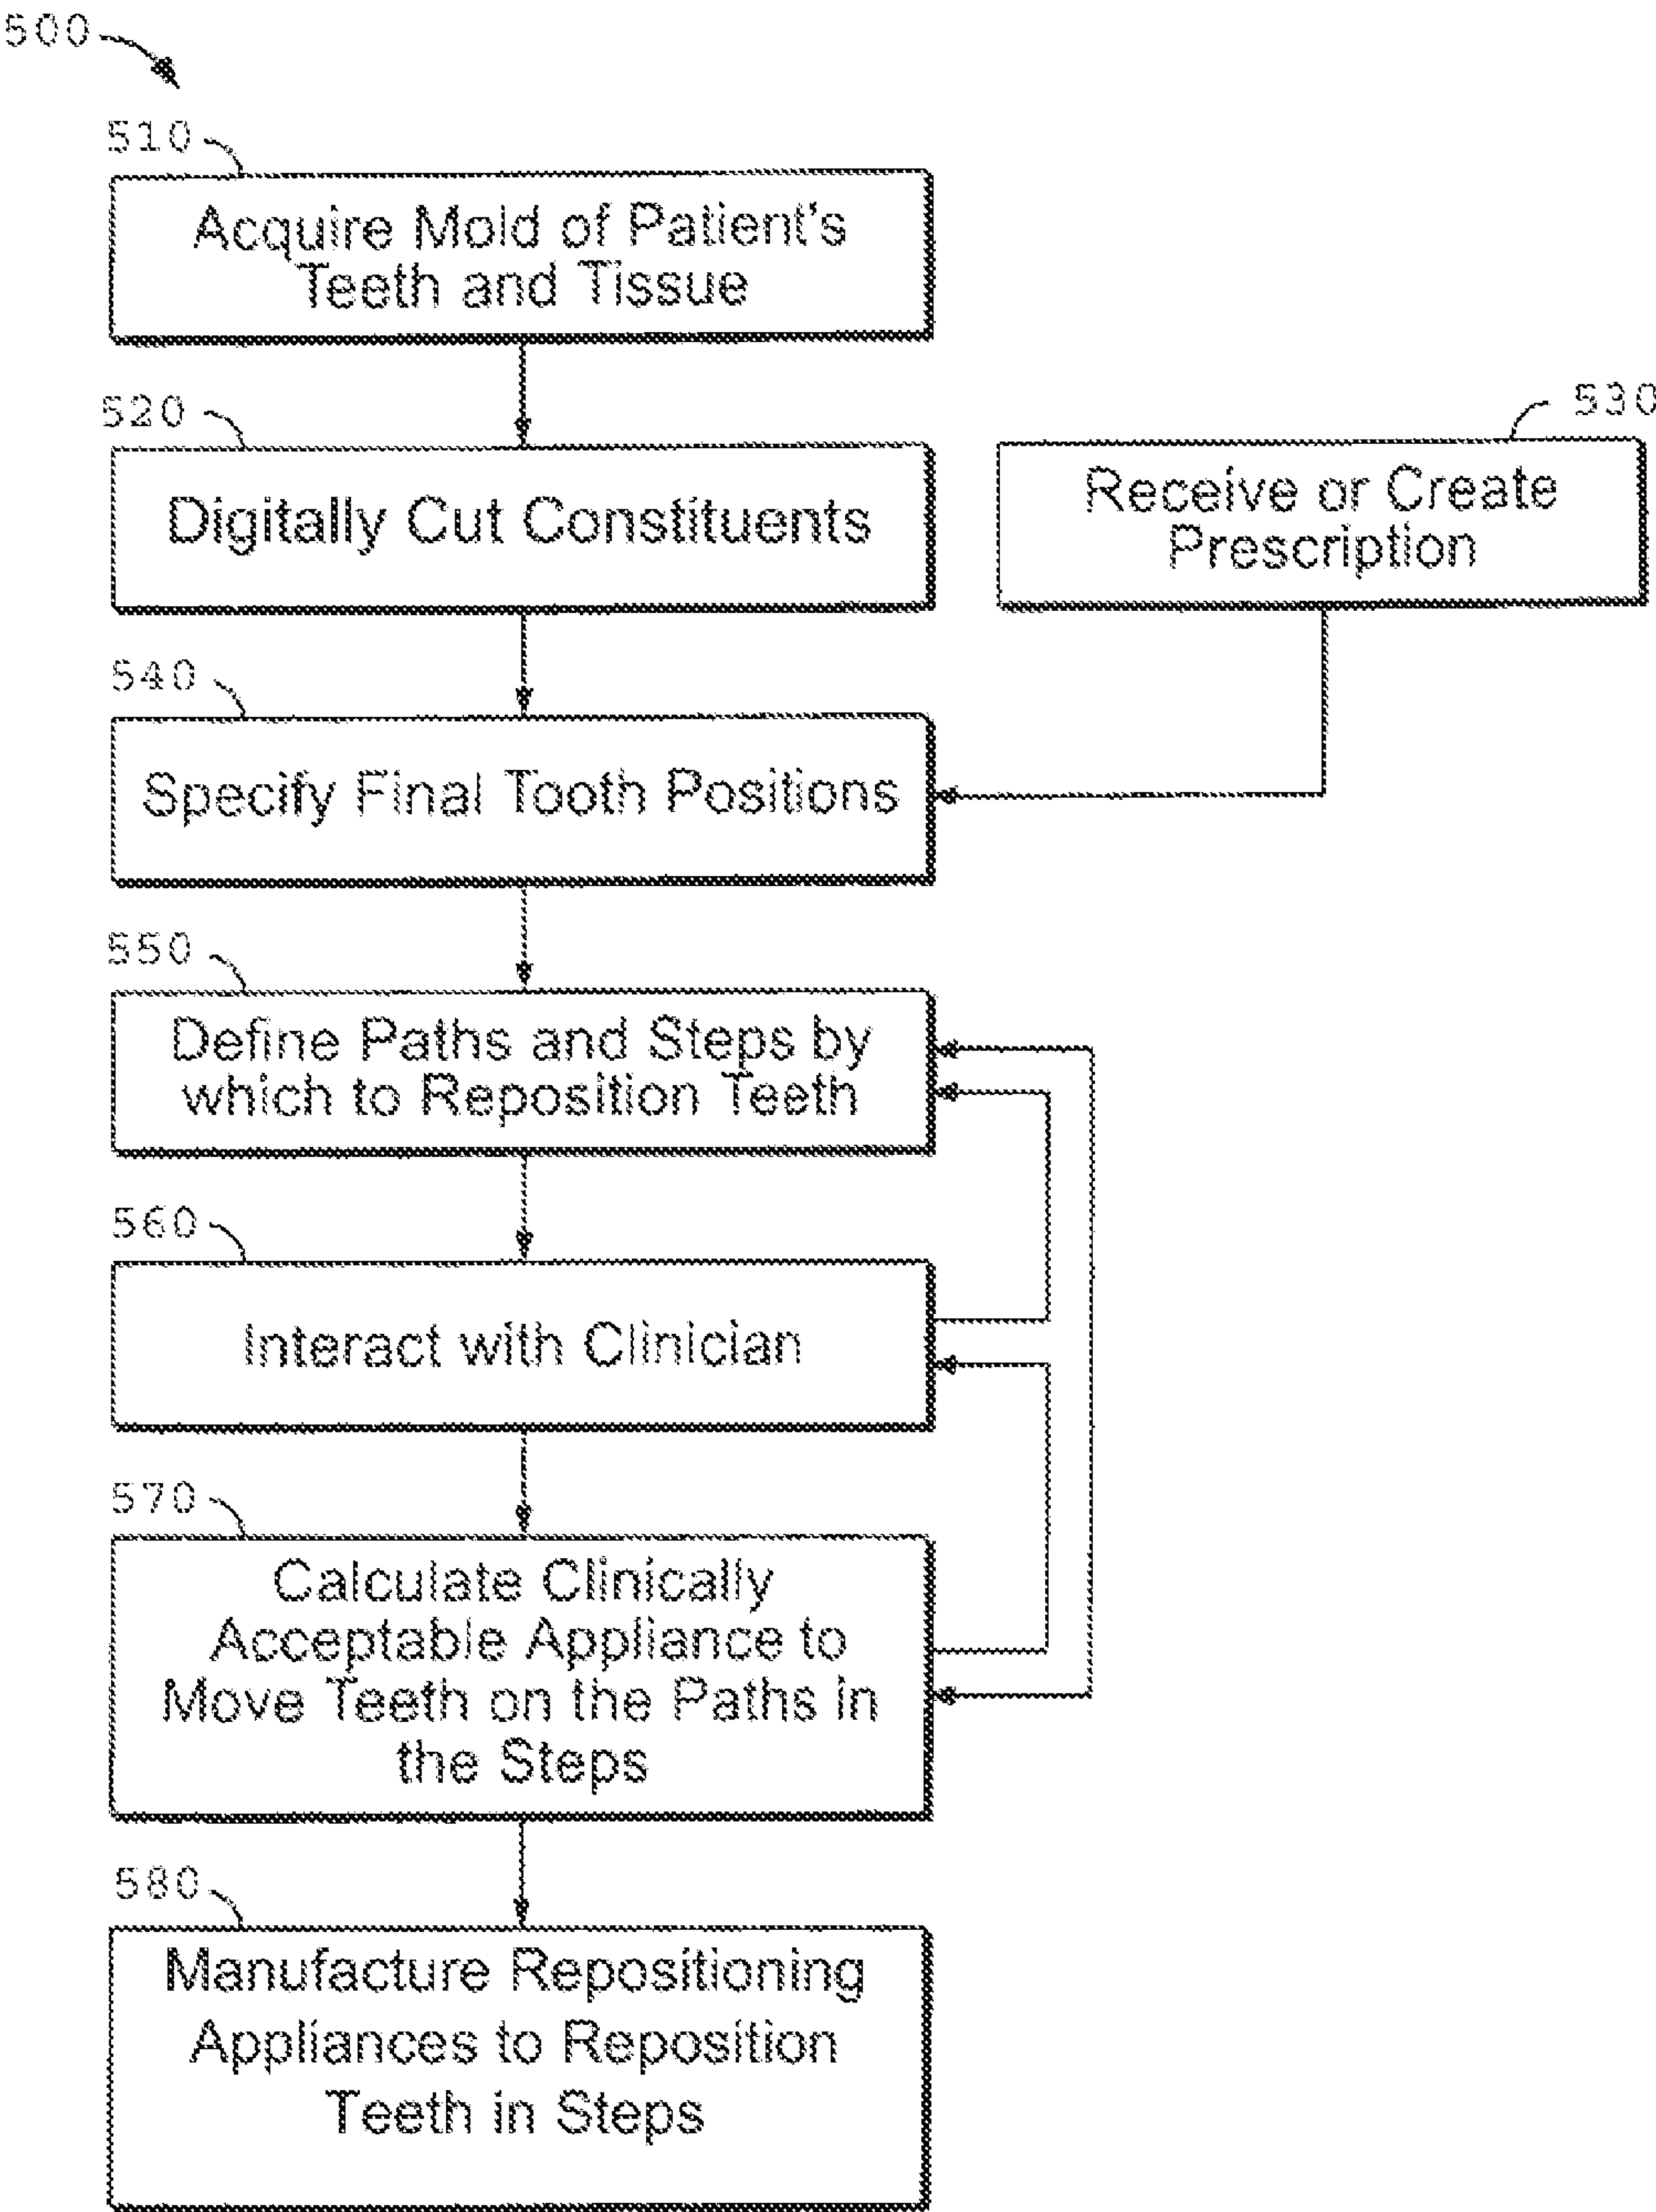 500
510
Acquire Mold of Patient's
Teeth and Tissue
520
Digitally Cut Constituents
530
Receive or Create
Prescription
540
Specify Final Tooth Positions
550
Define Paths and Steps by
which to Reposition Teeth
560
Interact with Clinician
570
Calculate Clinically
Acceptable Appliance to
Move Teeth on the Paths in
the Steps
580
Manufacture Repositioning
Appliances to Reposition
Teeth in Steps